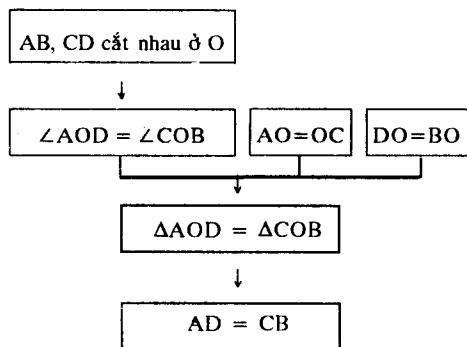 AB, CD cắt nhau ở O
∠AOD = ∠COB
AO=OC
DO=BO
ΔAOD = ΔCOB
AD = CB